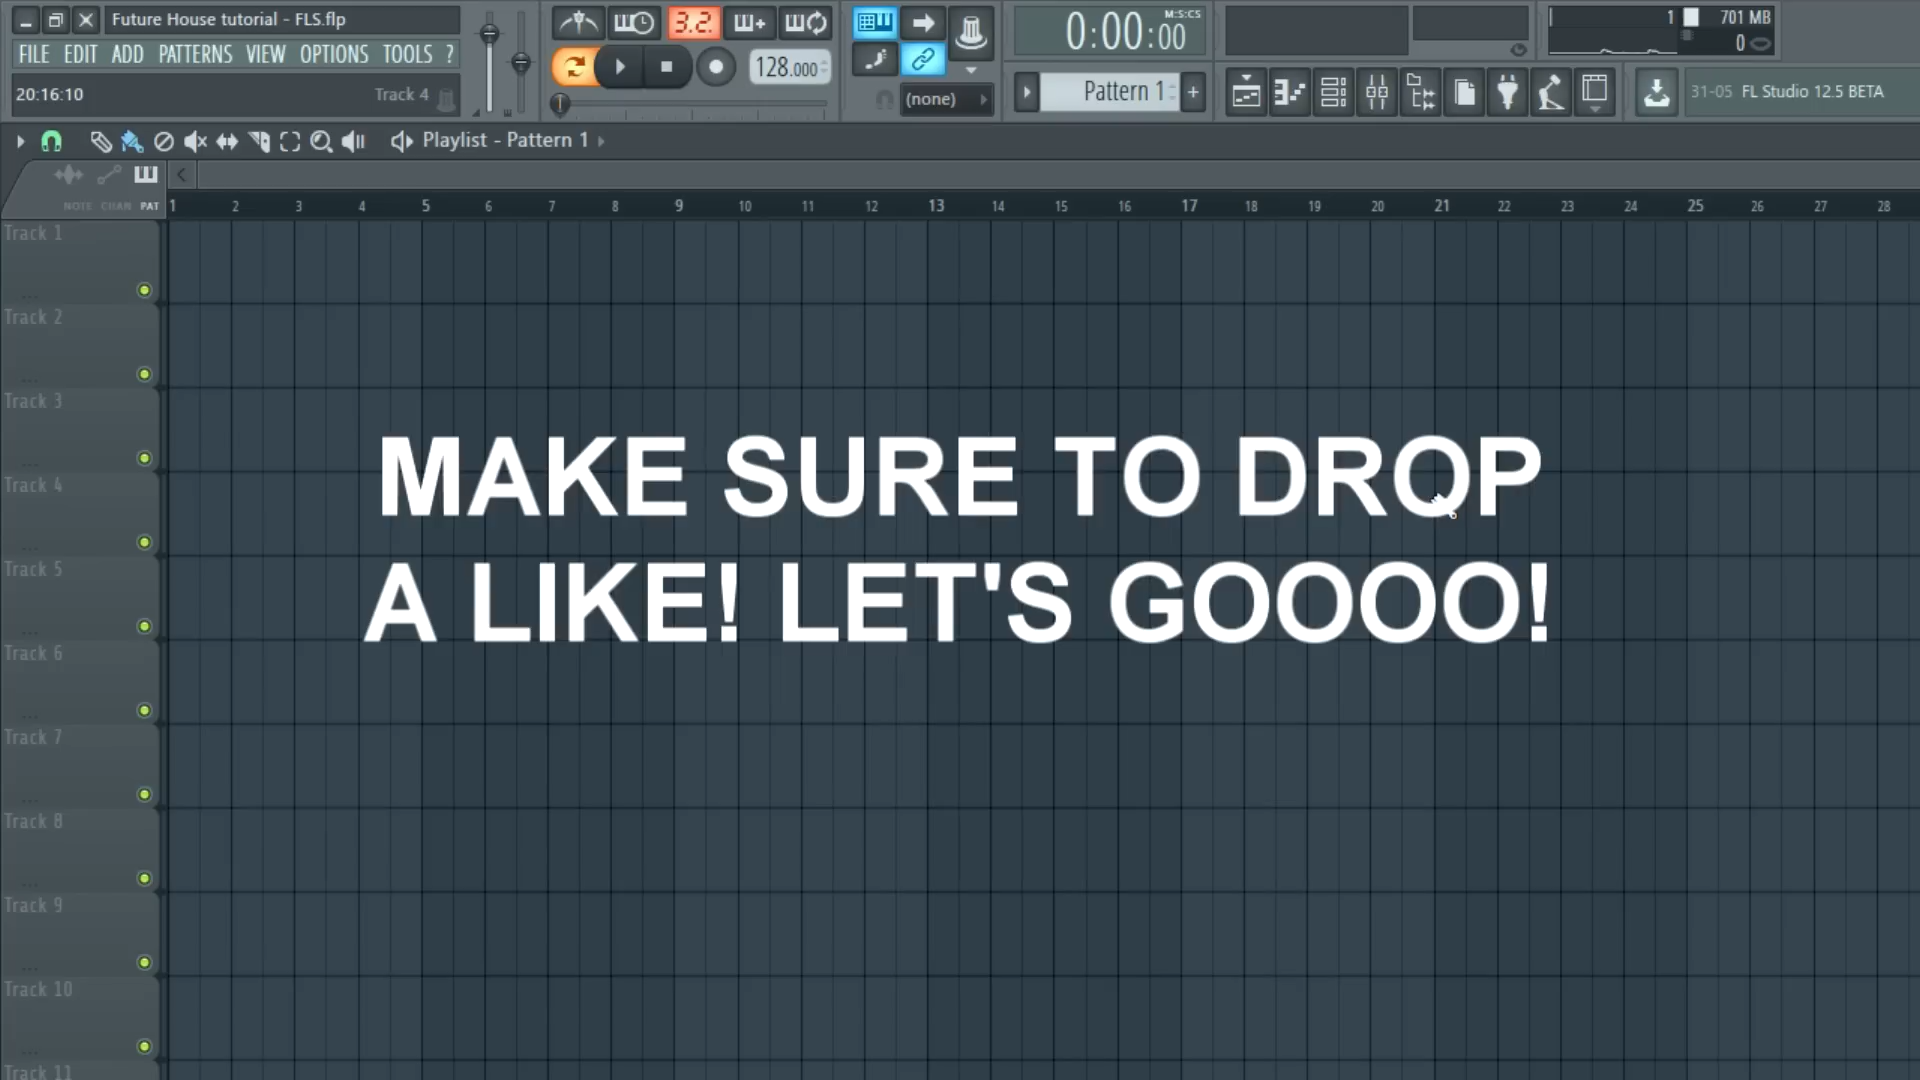 Future House tutorial - FLS.flp
FILE EDIT ADD PATTERNS VIEW OPTIONS TOOLS ?
20:16:10 Track 4
3.2.
128.000
(none)
0:00:00 M:S:CS
Pattern 1 +
1 701 MB
0
31-05 FL Studio 12.5 BETA
Playlist - Pattern 1
NOTE CHAN PAT
1 2 3 4 5 6 7 8 9 10 11 12 13 14 15 16 17 18 19 20 21 22 23 24 25 26 27 28
Track 1
Track 2
Track 3
Track 4
Track 5
Track 6
Track 7
Track 8
Track 9
Track 10
Track 11
MAKE SURE TO DROP
A LIKE! LET'S GOOOO!